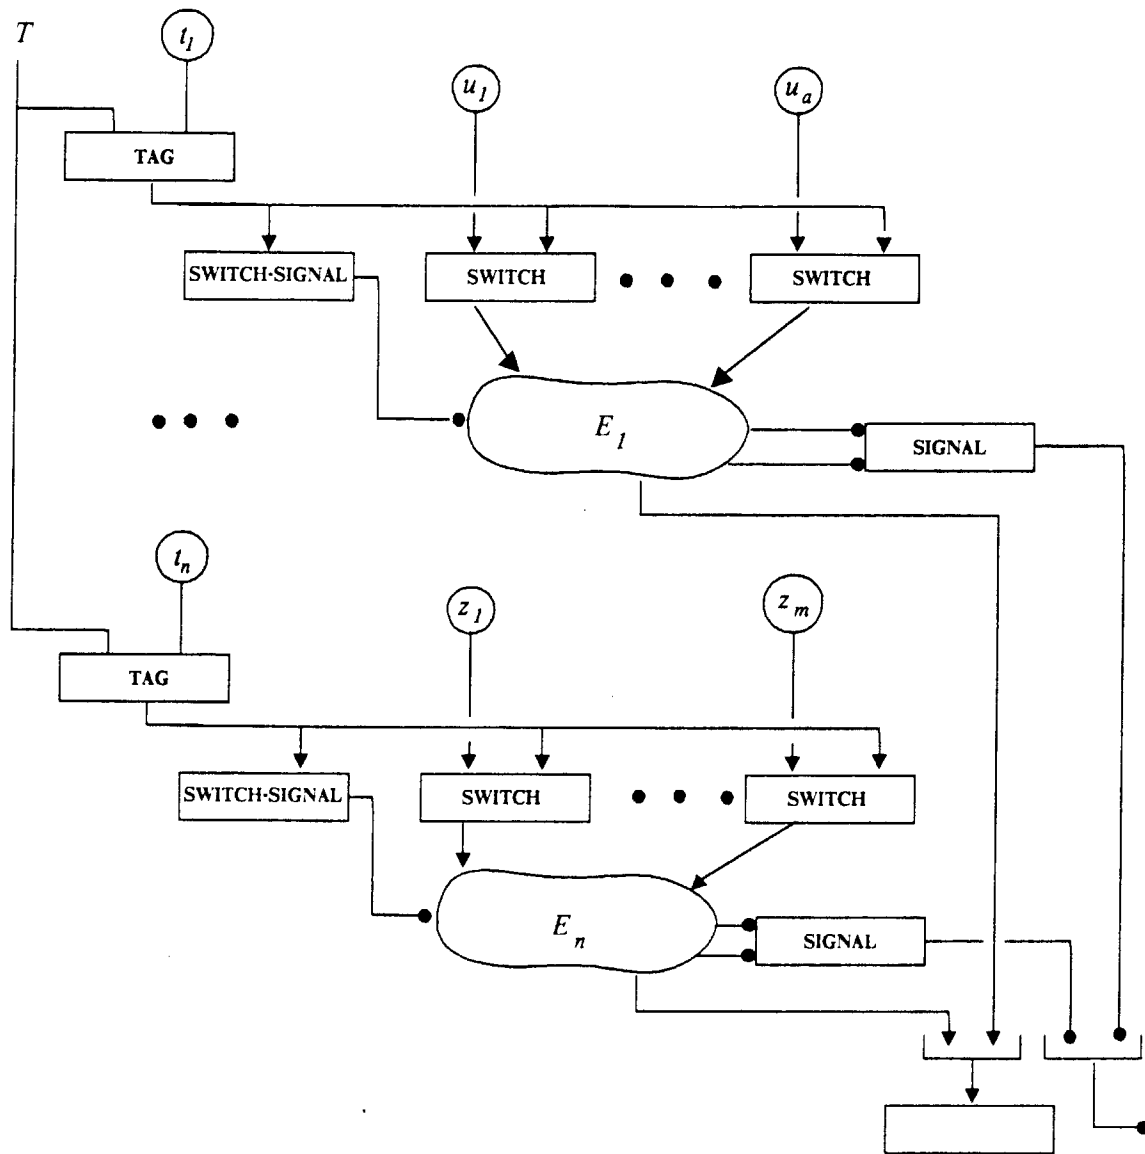 T
t1
u1
ua
TAG
SWITCH-SIGNAL
SWITCH
SWITCH
E1
SIGNAL
tn
z1
zm
TAG
SWITCH-SIGNAL
SWITCH
SWITCH
En
SIGNAL